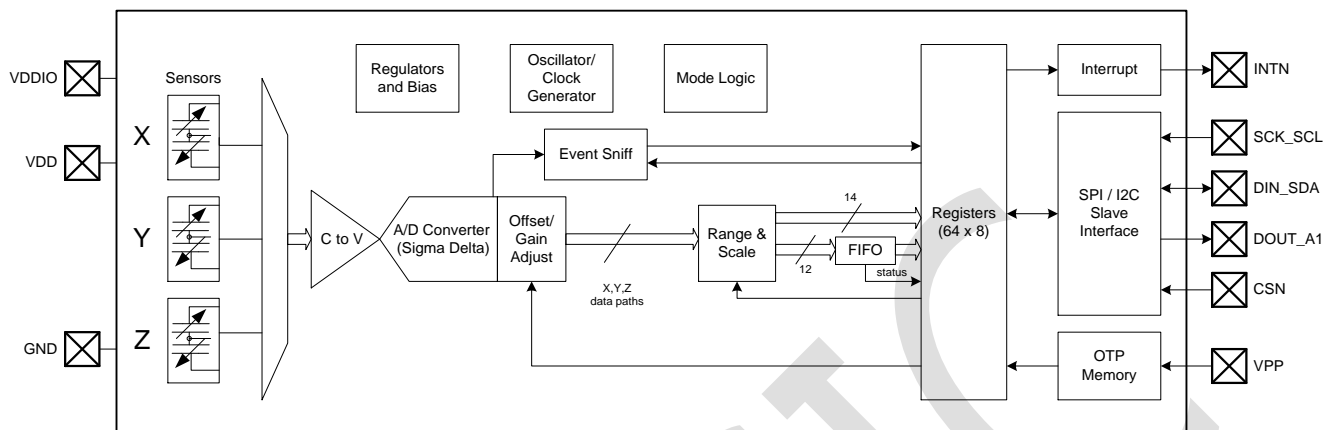 VDDIO
VDD
GND
Sensors
X
Y
Z
Regulators
and Bias
Oscillator/
Clock
Generator
Mode Logic
Event Sniff
C to V
A/D Converter
(Sigma Delta)
Offset/
Gain
Adjust
X,Y,Z
data paths
Range &
Scale
14
12
FIFO
status
Registers
(64 x 8)
Interrupt
SPI / I2C
Slave
Interface
OTP
Memory
INTN
SCK_SCL
DIN_SDA
DOUT_A1
CSN
VPP